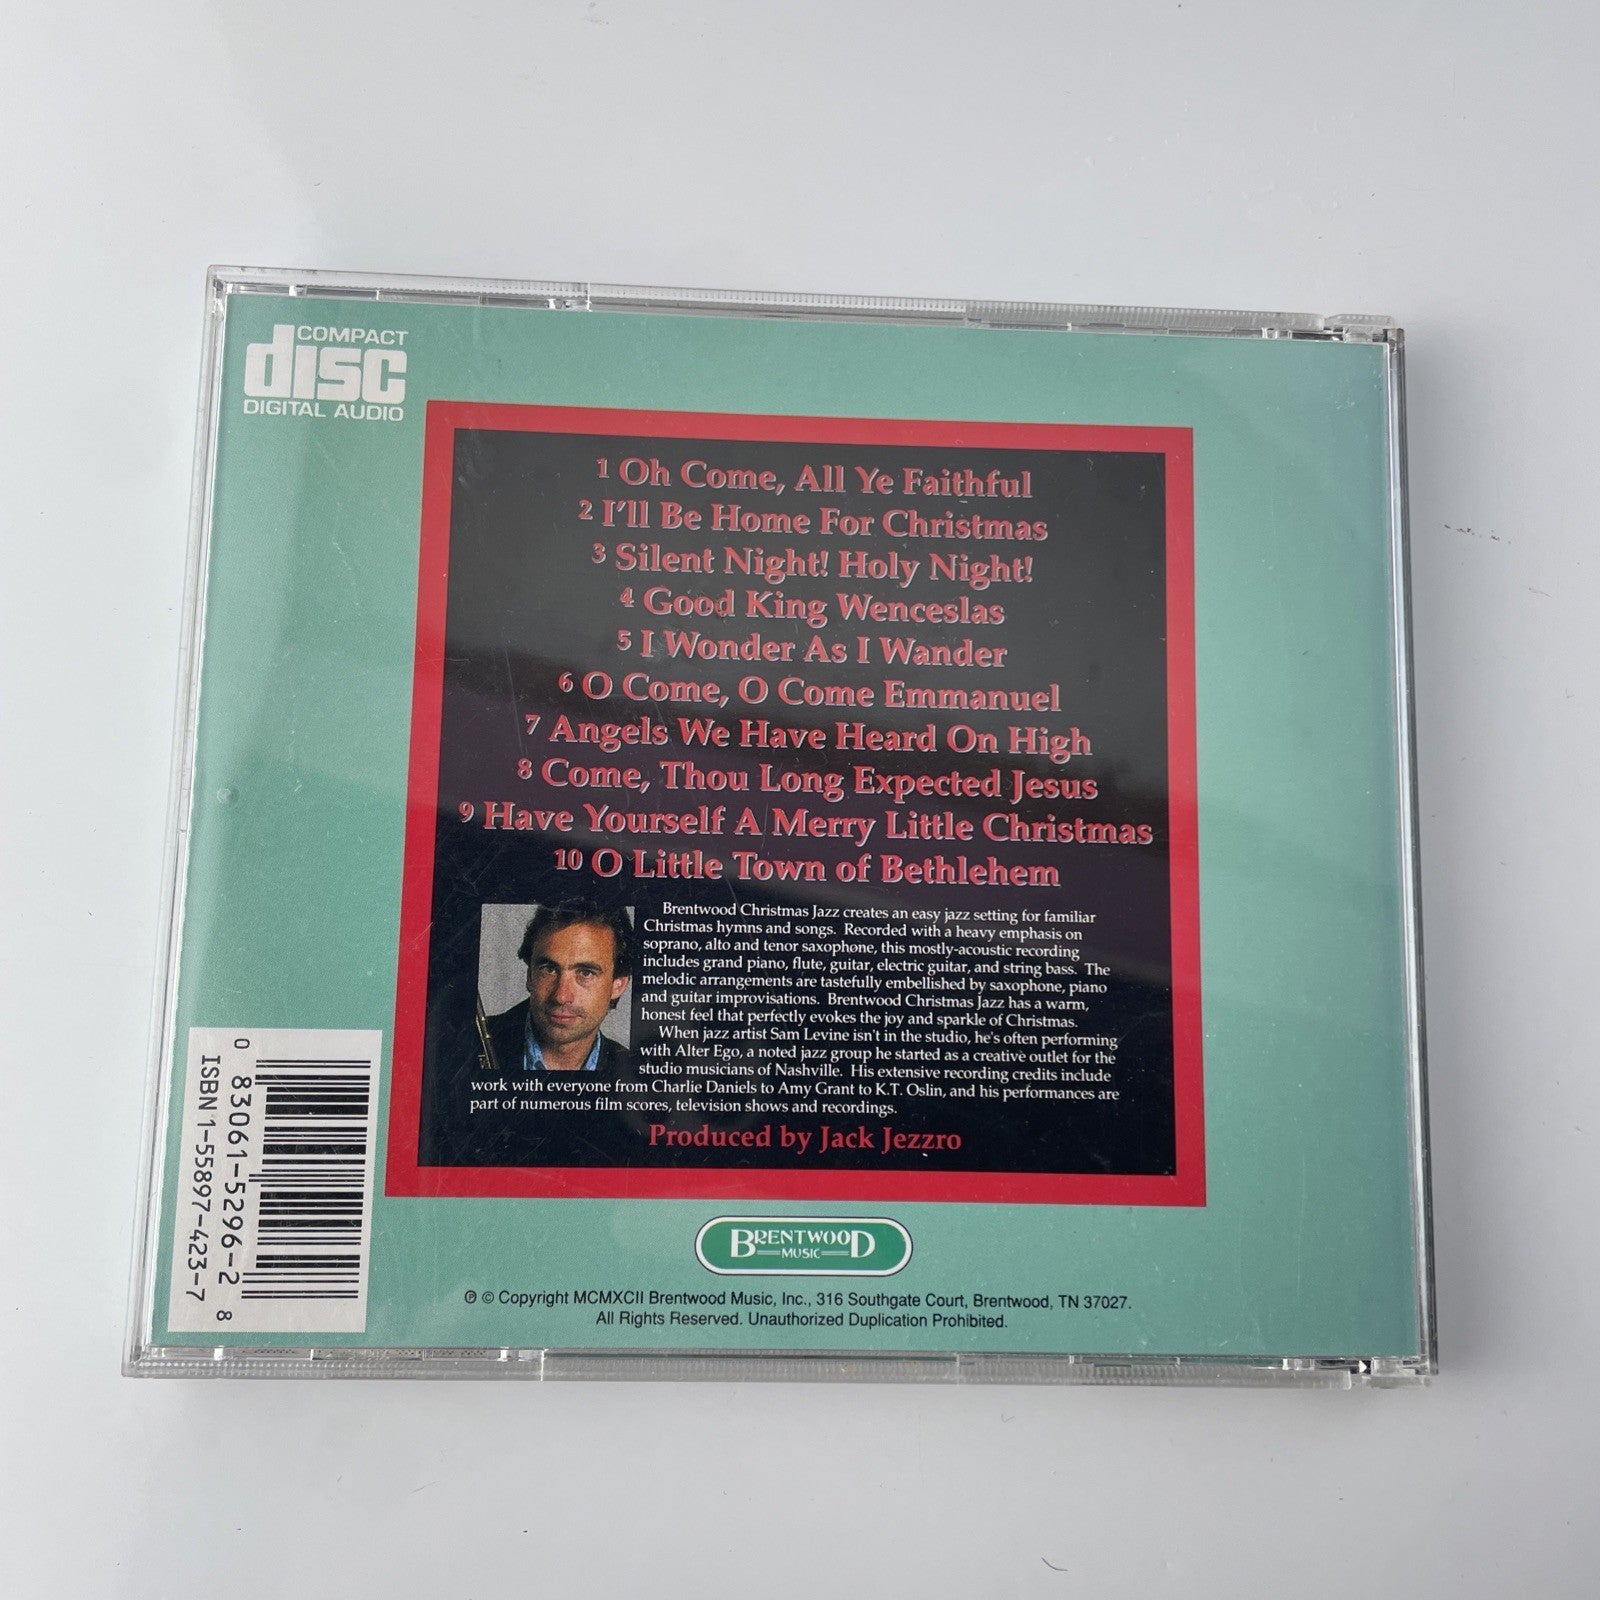 COMPACT
disc
DIGITAL AUDIO
1 Oh Come, All Ye Faithful
2 I'll Be Home For Christmas
3 Silent Night! Holy Night!
4 Good King Wenceslas
5 I Wonder As I Wander
6 O Come, O Come Emmanuel
7 Angels We Have Heard On High
8 Come, Thou Long Expected Jesus
9 Have Yourself A Merry Little Christmas
10 O Little Town of Bethlehem
Brentwood Christmas Jazz creates an easy jazz setting for familiar
Christmas hymns and songs. Recorded with a heavy emphasis on
soprano, alto and tenor saxophone, this mostly-acoustic recording
includes grand piano, flute, guitar, electric guitar, and string bass. The
melodic arrangements are tastefully embellished by saxophone, piano
and guitar improvisations. Brentwood Christmas Jazz has a warm,
honest feel that perfectly evokes the joy and sparkle of Christmas.
When jazz artist Sam Levine isn't in the studio, he's often performing
with Alter Ego, a noted jazz group he started as a creative outlet for the
studio musicians of Nashville. His extensive recording credits include
work with everyone from Charlie Daniels to Amy Grant to K.T. Oslin, and his performances are
part of numerous film scores, television shows and recordings.
Produced by Jack Jezzro
0 83061-5296-2 8
ISBN 1-55897-423-7
BRENTWOOD
MUSIC
℗ © Copyright MCMXCII Brentwood Music, Inc., 316 Southgate Court, Brentwood, TN 37027.
All Rights Reserved. Unauthorized Duplication Prohibited.